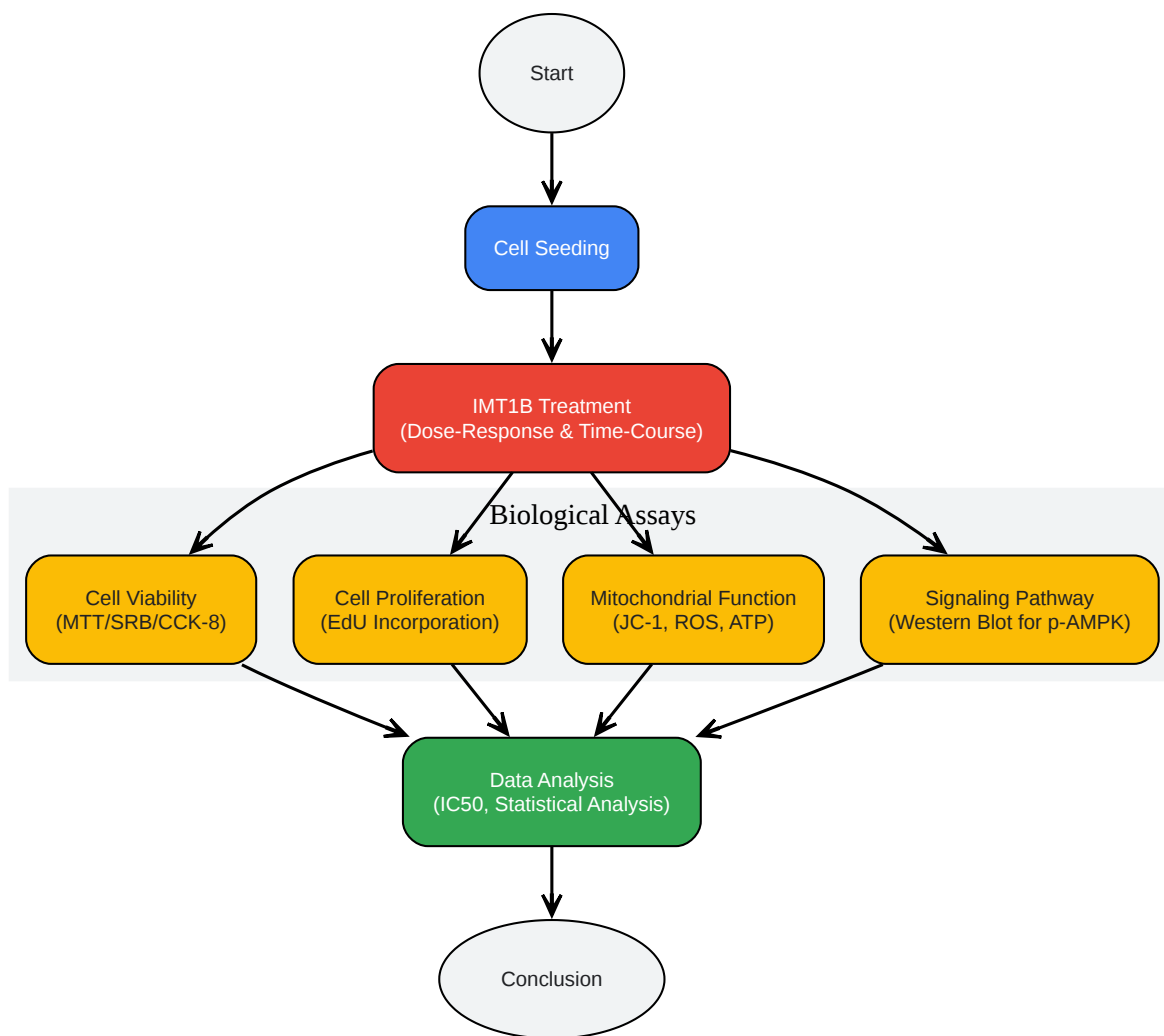 Start
Cell Seeding
IMT1B Treatment
(Dose-Response & Time-Course)
Biological Assays
Cell Viability
(MTT/SRB/CCK-8)
Cell Proliferation
(EdU Incorporation)
Mitochondrial Function
(JC-1, ROS, ATP)
Signaling Pathway
(Western Blot for p-AMPK)
Data Analysis
(IC50, Statistical Analysis)
Conclusion